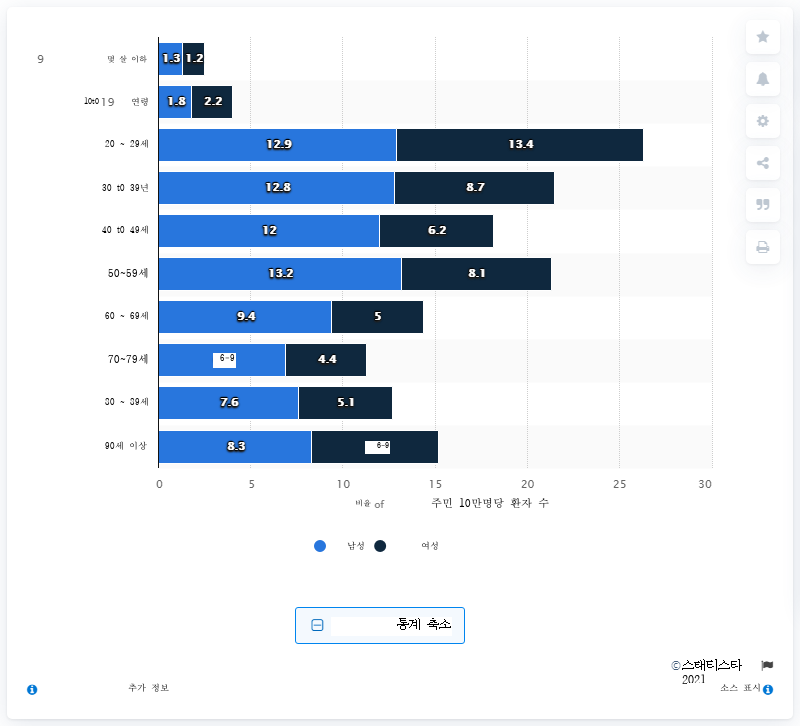 9 몇 살 이하 1.3 1.2
10to 19 연령 1.8 2.2
20 ~ 29세 12.9 13.4
30 t0 39년 12.8 8.7
40 t0 49세 12 6.2
50~59세 13.2 8.1
60 ~ 69세 9.4 5
70~79세 6-9 4.4
80 ~ 89세 7.6 5.1
90세 이상 8.3 6-9
0 5 10 15 20 25 30
비율 of 주민 10만명당 환자 수
남성 여성
통계 축소
©스태티스타
2021
추가 정보 소스 표시